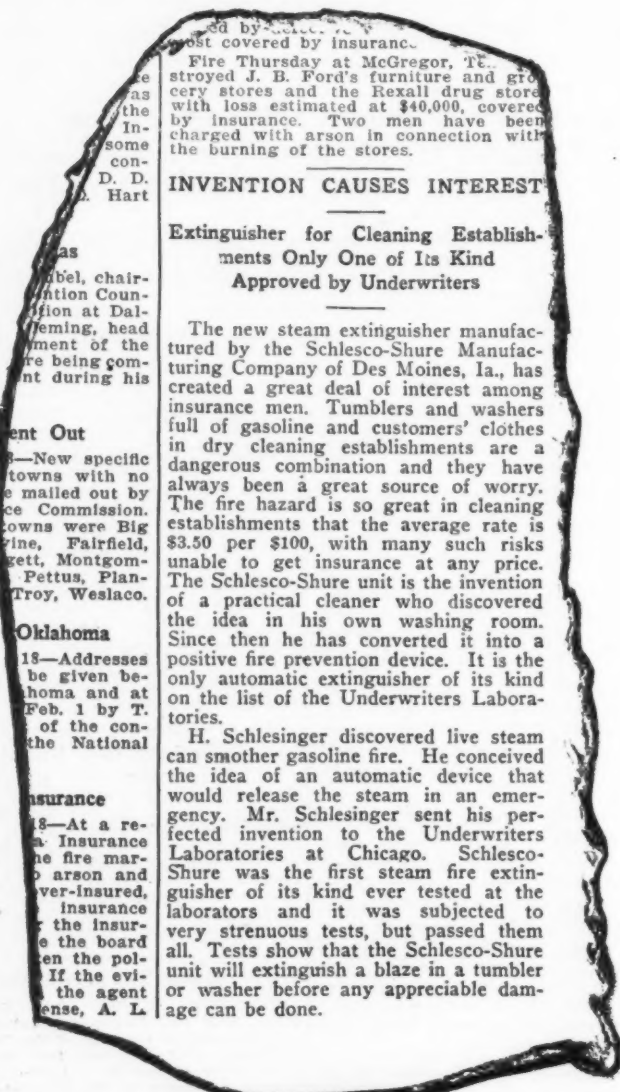 as
the
In-
some
con-
D. D.
Hart
chair-
Coun-
at Dal-
head
of the
being com-
during his
Out
New specific
towns with no
mailed out by
Commission.
were Big
Fairfield,
Montgom-
Pettus, Plan-
Troy, Weslaco.
Oklahoma
18—Addresses
be given be-
and at
Feb. 1 by T.
of the con-
the National
18—At a re-
Insurance
fire mar-
arson and
insurance
the insur-
the board
the pol-
If the evi-
the agent
A. L.
by
most covered by
Fire Thursday at McGregor,
stroyed J. B. Ford's furniture and gro-
cery stores and the Rexall drug store
with loss estimated at $40,000, covered
by insurance. Two men have been
charged with arson in connection with
the burning of the stores.
INVENTION CAUSES INTEREST
Extinguisher for Cleaning Establish-
ments Only One of Its Kind
Approved by Underwriters
The new steam extinguisher manufac-
tured by the Schlesco-Shure Manufac-
turing Company of Des Moines, Ia., has
created a great deal of interest among
insurance men. Tumblers and washers
full of gasoline and customers' clothes
in dry cleaning establishments are a
dangerous combination and they have
always been a great source of worry.
The fire hazard is so great in cleaning
establishments that the average rate is
$3.50 per $100, with many such risks
unable to get insurance at any price.
The Schlesco-Shure unit is the invention
of a practical cleaner who discovered
the idea in his own washing room.
Since then he has converted it into a
positive fire prevention device. It is the
only automatic extinguisher of its kind
on the list of the Underwriters Labora-
tories.
H. Schlesinger discovered live steam
can smother gasoline fire. He conceived
the idea of an automatic device that
would release the steam in an emer-
gency. Mr. Schlesinger sent his per-
fected invention to the Underwriters
Laboratories at Chicago. Schlesco-
Shure was the first steam fire extin-
guisher of its kind ever tested at the
laborators and it was subjected to
very strenuous tests, but passed them
all. Tests show that the Schlesco-Shure
unit will extinguish a blaze in a tumbler
or washer before any appreciable dam-
age can be done.